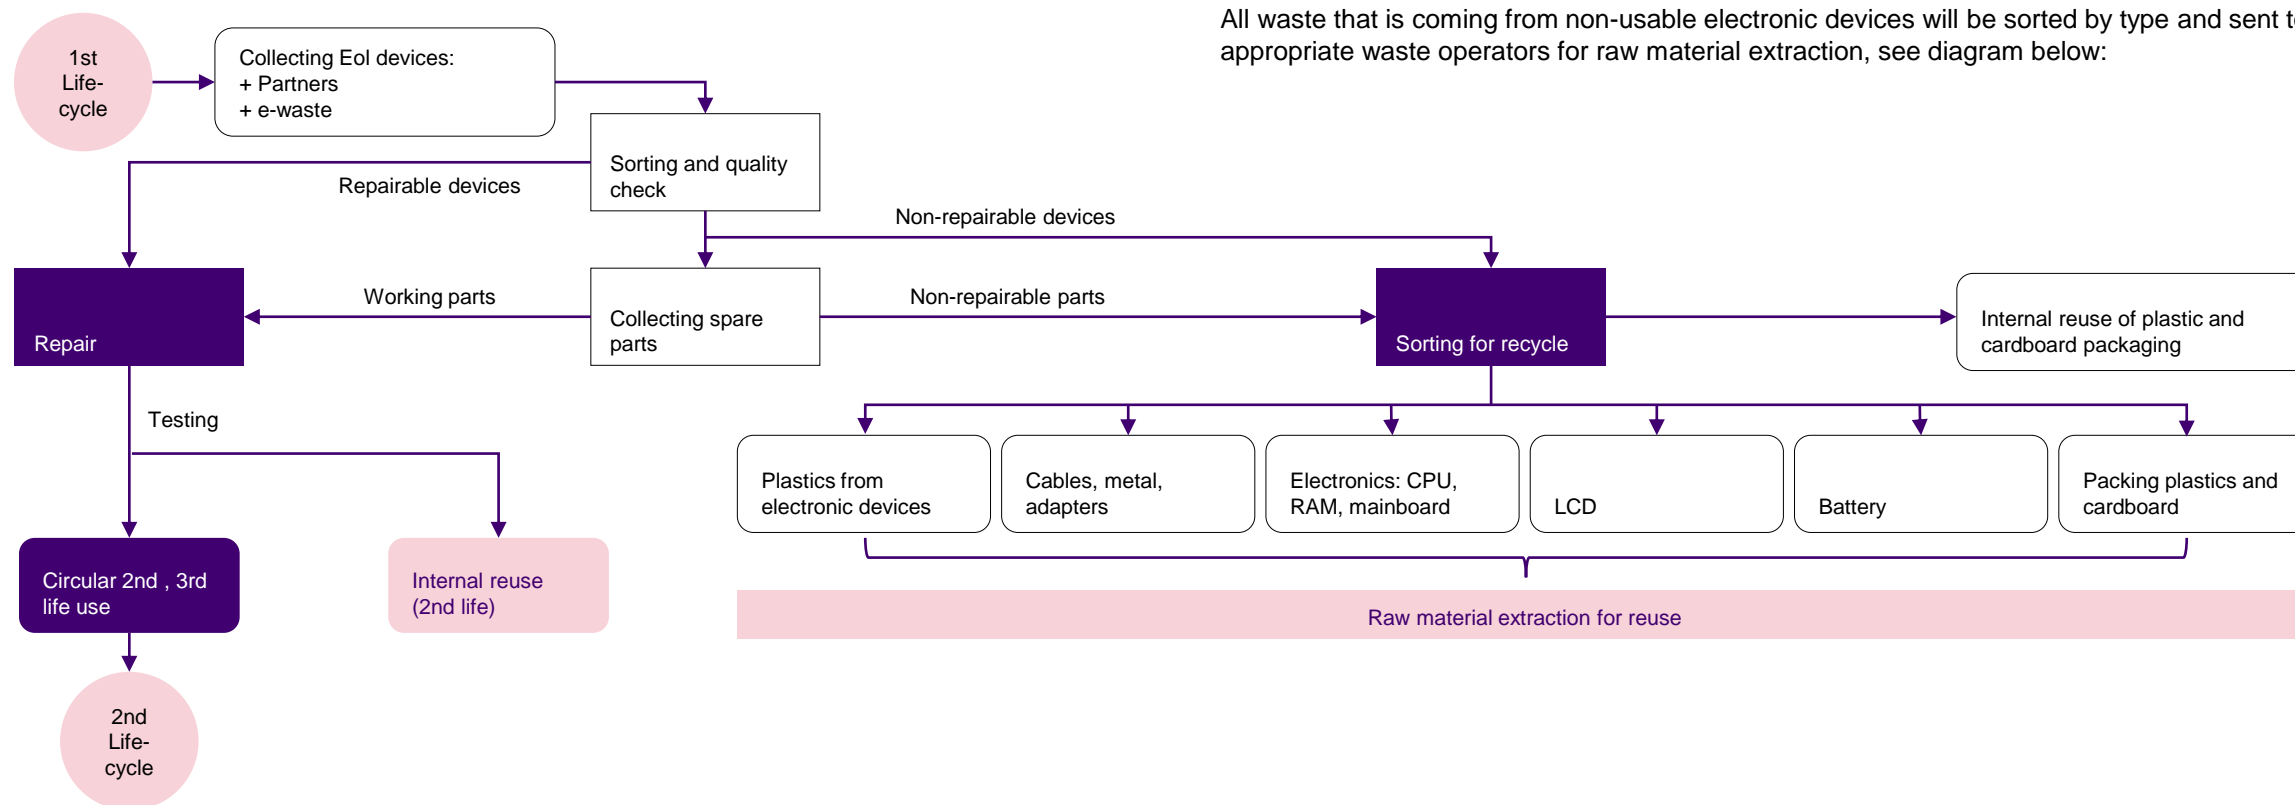 All waste that is coming from non-usable electronic devices will be sorted by type and sent
appropriate waste operators for raw material extraction, see diagram below:
1st
Life-
cycle
Collecting Eol devices:
+ Partners
+ e-waste
Sorting and quality
check
Repairable devices
Non-repairable devices
Repair
Working parts
Collecting spare
parts
Non-repairable parts
Sorting for recycle
Internal reuse of plastic and
cardboard packaging
Testing
Plastics from
electronic devices
Cables, metal,
adapters
Electronics: CPU,
RAM, mainboard
LCD
Battery
Packing plastics and
cardboard
Circular 2nd , 3rd
life use
Internal reuse
(2nd life)
Raw material extraction for reuse
2nd
Life-
cycle